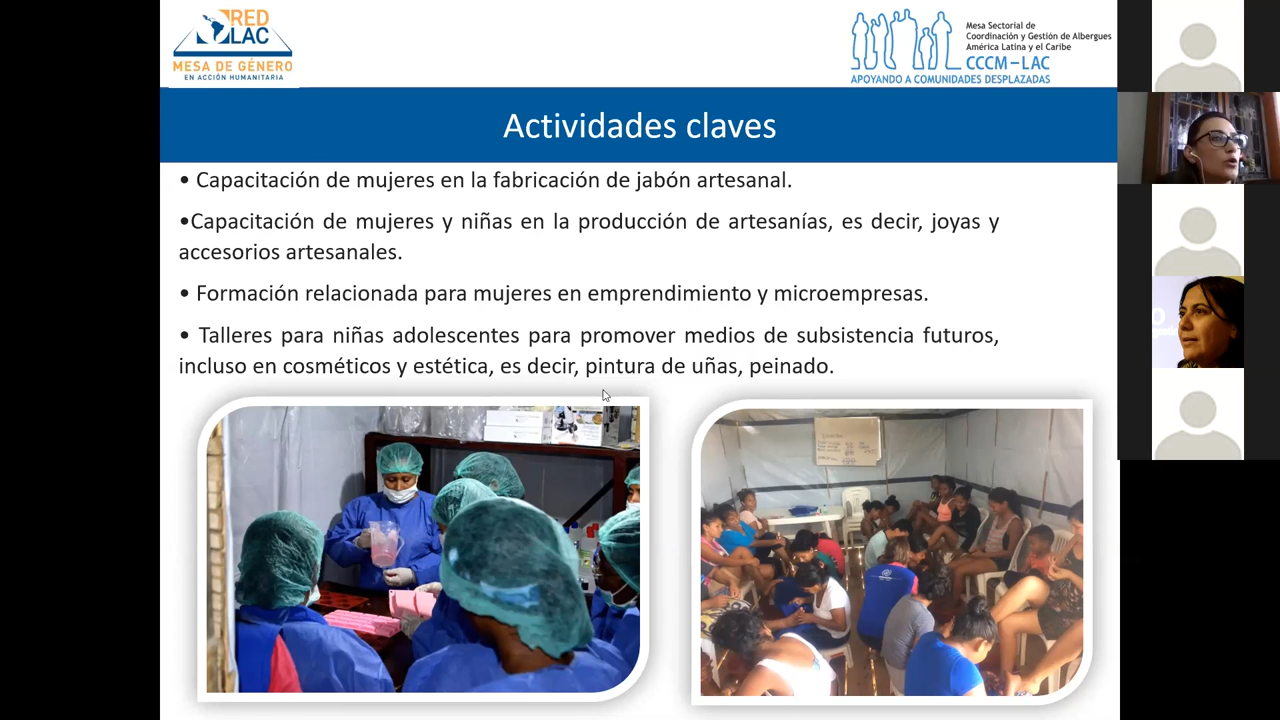 RED
LAC
MESA DE GÉNERO
EN ACCIÓN HUMANITARIA
Mesa Sectorial de
Coordinación y Gestión de Albergues
América Latina y el Caribe
CCCM-LAC
APOYANDO A COMUNIDADES DESPLAZADAS
Actividades claves
• Capacitación de mujeres en la fabricación de jabón artesanal.
•Capacitación de mujeres y niñas en la producción de artesanías, es decir, joyas y
accesorios artesanales.
• Formación relacionada para mujeres en emprendimiento y microempresas.
• Talleres para niñas adolescentes para promover medios de subsistencia futuros,
incluso en cosméticos y estética, es decir, pintura de uñas, peinado.